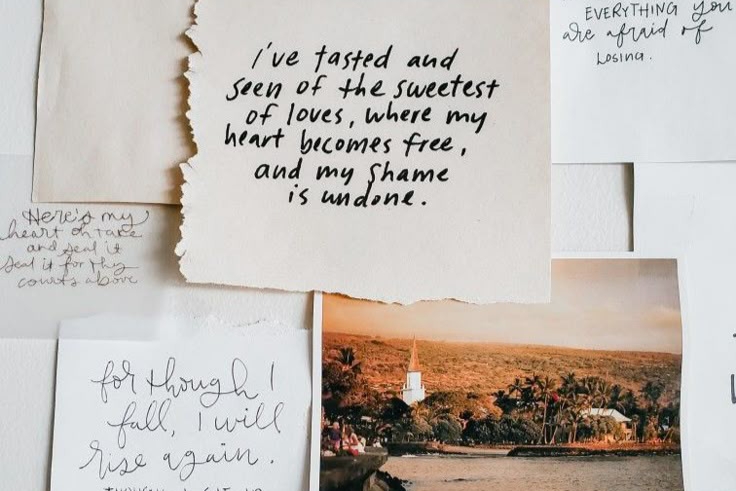 i've tasted and
seen of the sweetest
of loves, where my
heart becomes free,
and my shame
is undone.
EVERYTHING you
are afraid of
LOSING.
Here's my
heart oh take
and seal it
seal it for thy
courts above
for though I
fall, I will
rise again.